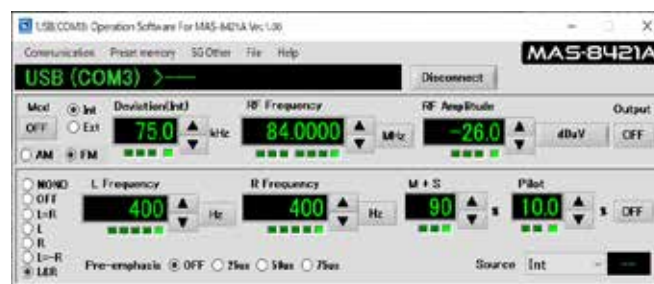 USB(COM3) Operation Software For MAS-8421A Ver.1.00
Communication Preset memory SG Other File Help
MAS-8421A
USB (COM3) >---
Disconnect
Mod Int Deviation(Int) RF Frequency RF Amplitude Output
OFF Ext 75.0 kHz 84.0000 MHz -26.0 dBuV OFF
AM FM
MONO L Frequency R Frequency M + S Pilot
OFF
L=R 400 Hz 400 Hz 90 % 10.0 % OFF
L
R
L=-R
L&R Pre-emphasis OFF 25us 50us 75us Source Int